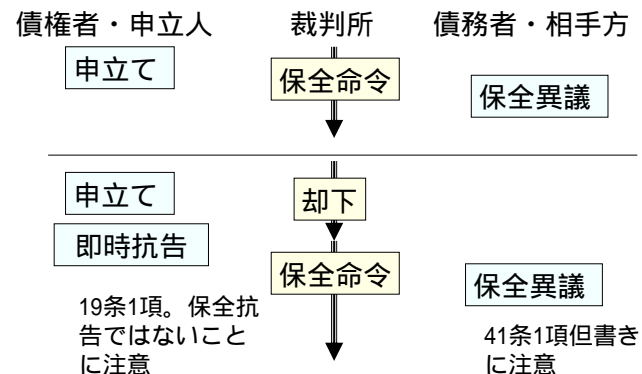 債権者・申立人　裁判所　債務者・相手方
申立て
保全命令
保全異議
申立て
却下
即時抗告
保全命令
保全異議
19条1項。保全抗
告ではないこと
に注意
41条1項但書き
に注意